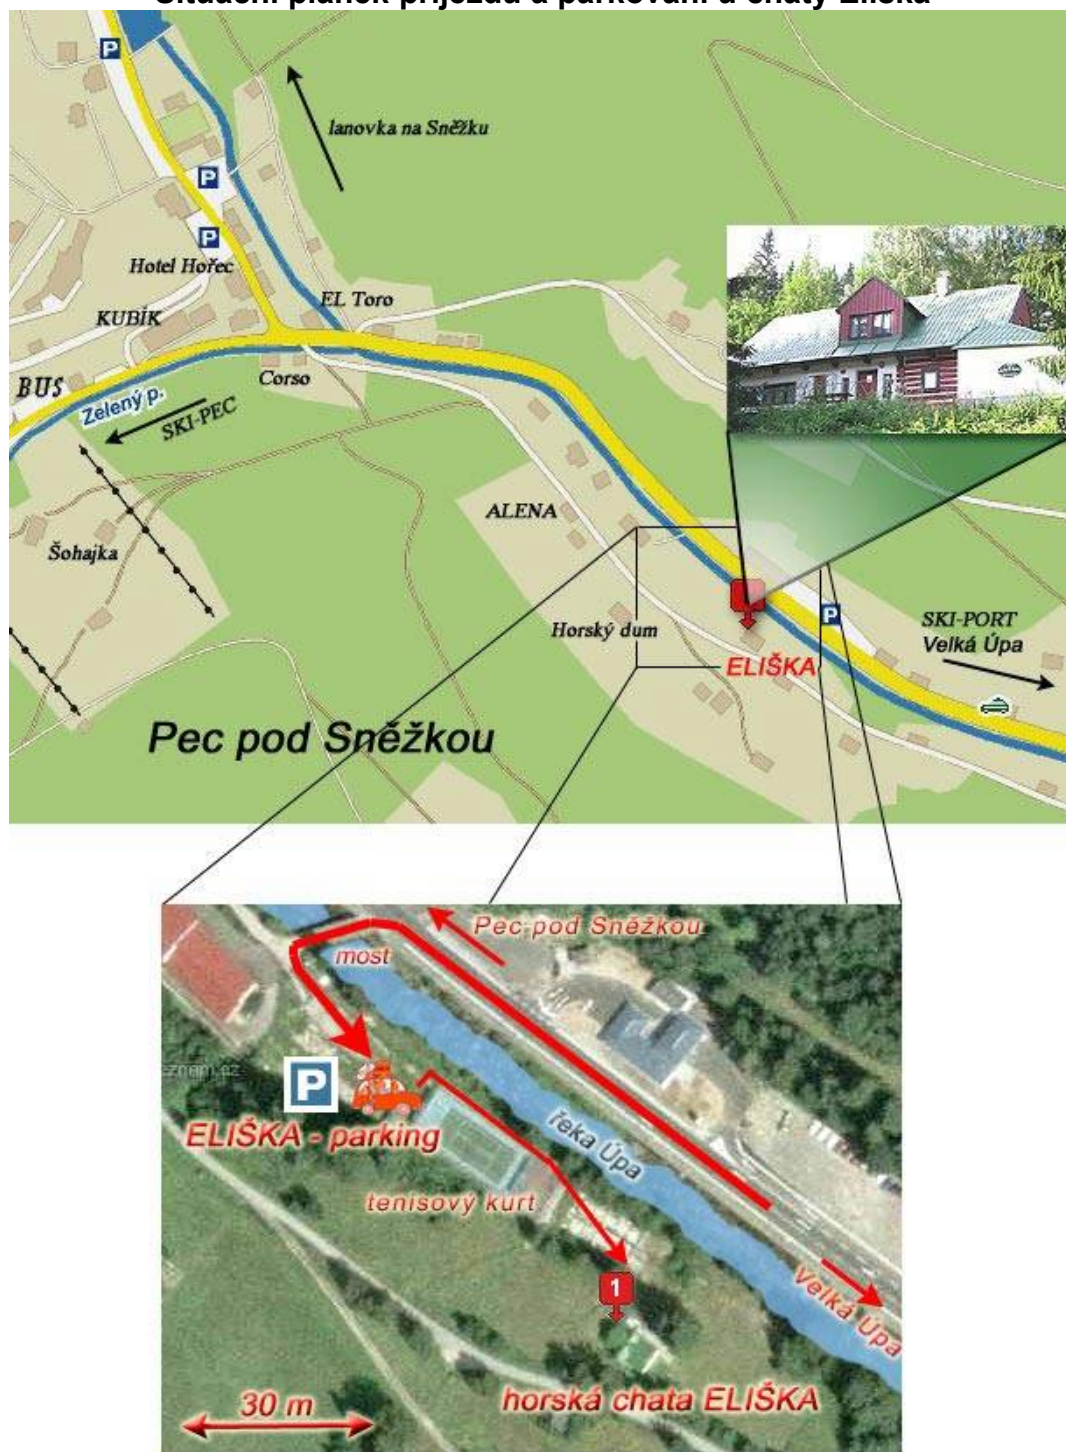 Situační plánek příjezdu a parkování u chaty Eliška
P
lanovka na Sněžku
P
P
Hotel Hořec
EL Toro
KUBÍK
BUS
Corso
Zelený p.
SKI-PEC
ALENA
Šohajka
Horský dum
P
SKI-PORT
Velká Úpa
ELIŠKA
Pec pod Sněžkou
Pec pod Sněžkou
most
P
ELIŠKA - parking
řeka Úpa
tenisový kurt
1
Velká Úpa
30 m
horská chata ELIŠKA